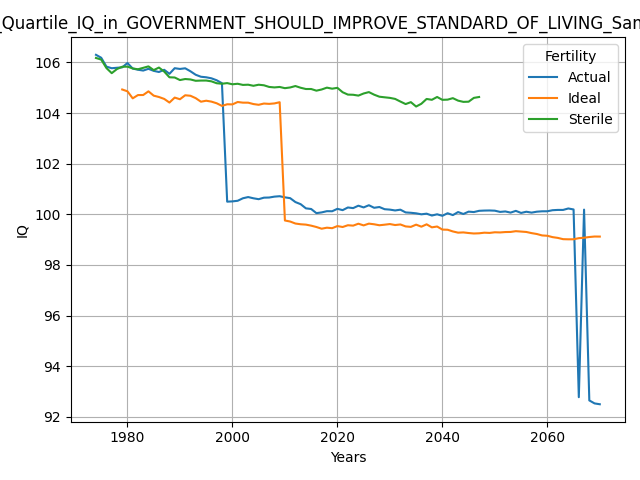 _Quartile_IQ_in_GOVERNMENT_SHOULD_IMPROVE_STANDARD_OF_LIVING_San
Fertility
Actual
Ideal
Sterile
IQ
106
104
102
100
98
96
94
92
1980
2000
2020
2040
2060
Years